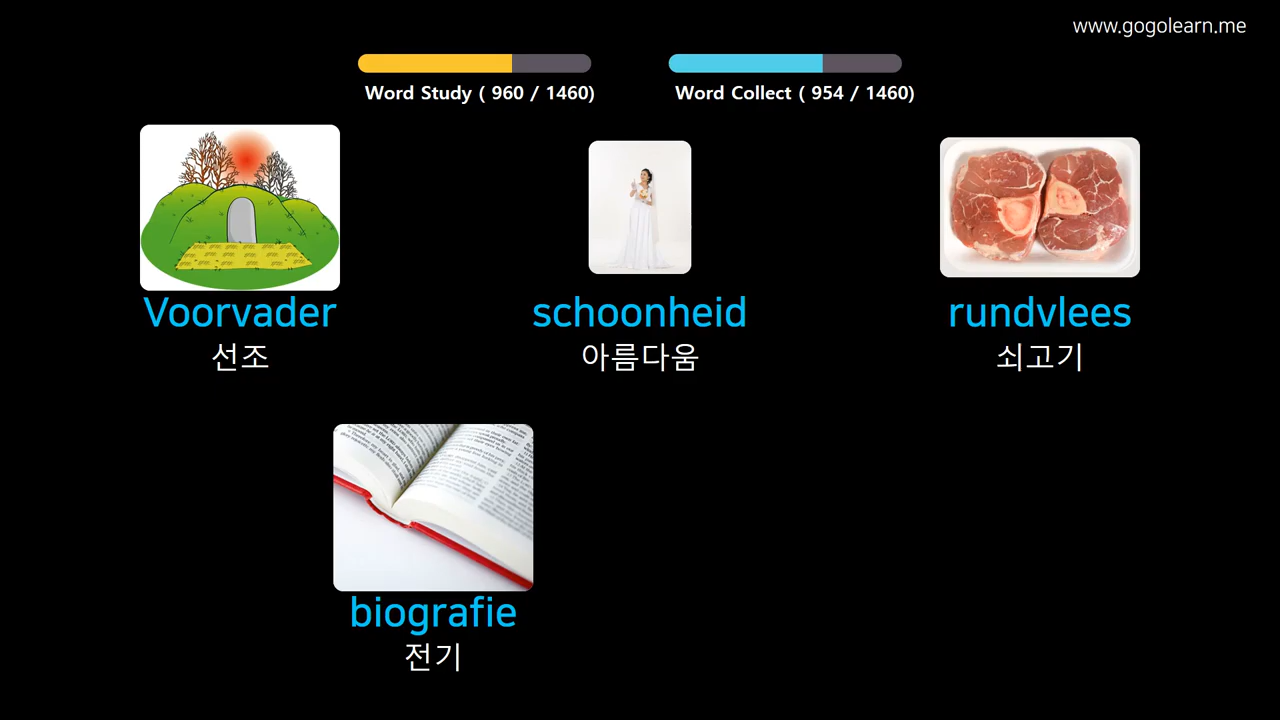 www.gogolearn.me
Word Study ( 960 / 1460)
Word Collect ( 954 / 1460)
Voorvader
선조
schoonheid
아름다움
rundvlees
쇠고기
biografie
전기